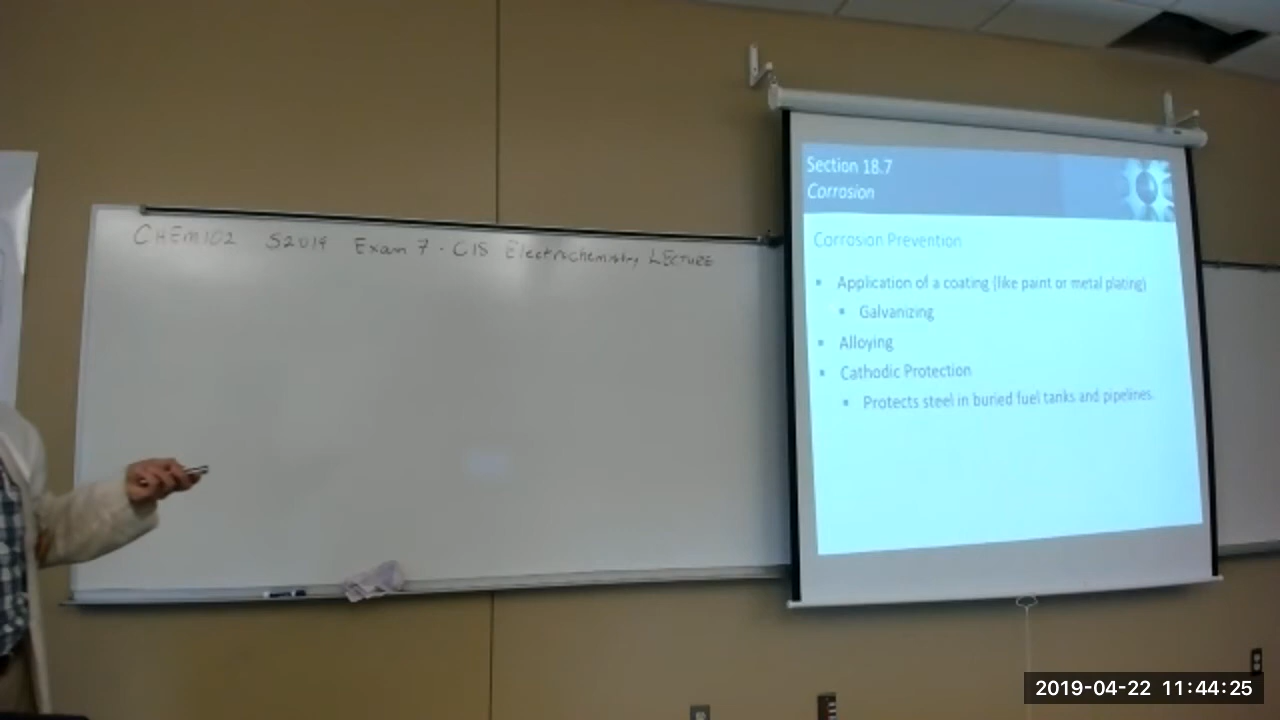 CHEM102 S2019 Exam 7 · C18 Electrochemistry LECTURE
Section 18.7
Corrosion
Corrosion Prevention
▪ Application of a coating (like paint or metal plating)
▪ Galvanizing
▪ Alloying
▪ Cathodic Protection
▪ Protects steel in buried fuel tanks and pipelines.
2019-04-22 11:44:25